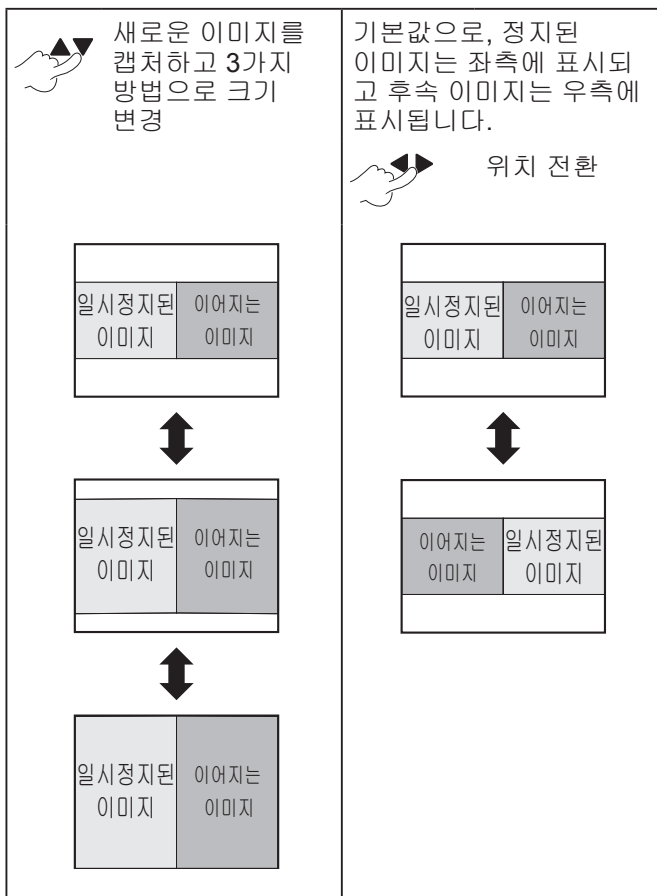 새로운 이미지를
캡처하고 3가지
방법으로 크기
변경
일시정지된
이미지
이어지는
이미지
일시정지된
이미지
이어지는
이미지
일시정지된
이미지
이어지는
이미지
기본값으로, 정지된
이미지는 좌측에 표시되
고 후속 이미지는 우측에
표시됩니다.
위치 전환
일시정지된
이미지
이어지는
이미지
이어지는
이미지
일시정지된
이미지